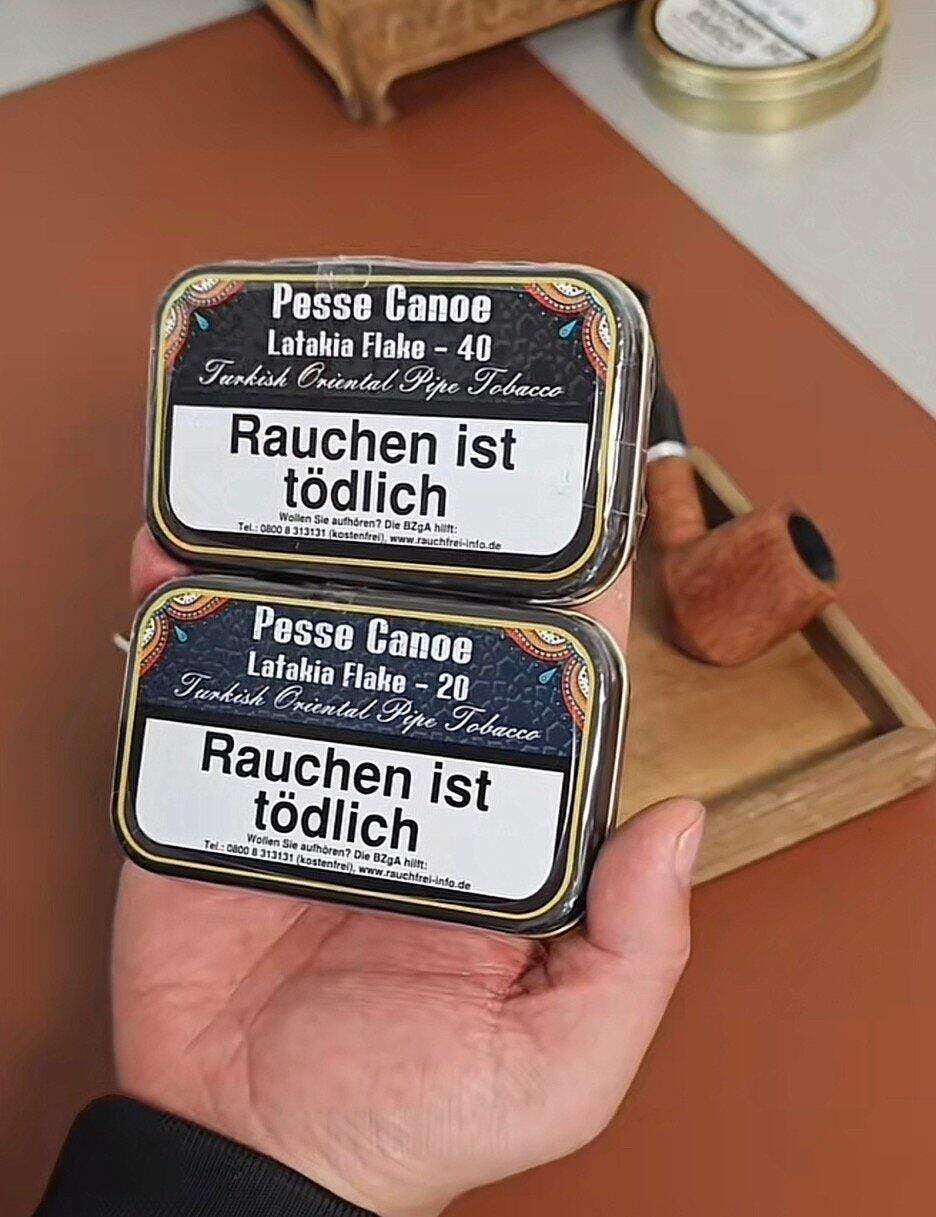 Pesse Canoe
Latakia Flake - 40
Turkish Oriental Pipe Tobacco
Rauchen ist
tödlich
Wollen Sie aufhören? Die BZgA hilft:
Tel.: 0800 8 313131 (kostenfrei), www.rauchfrei-info.de
Pesse Canoe
Latakia Flake - 20
Turkish Oriental Pipe Tobacco
Rauchen ist
tödlich
Wollen Sie aufhören? Die BZgA hilft:
Tel.: 0800 8 313131 (kostenfrei), www.rauchfrei-info.de